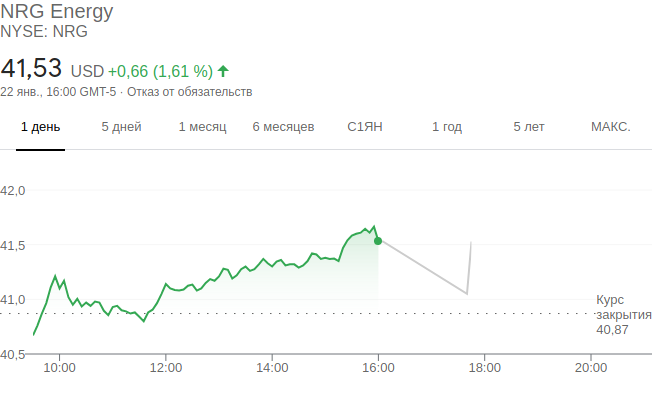 NRG Energy
NYSE: NRG
41,53 USD +0,66 (1,61 %)
22 янв., 16:00 GMT-5 · Отказ от обязательств
1 день 5 дней 1 месяц 6 месяцев С1ЯН 1 год 5 лет МАКС.
42,0
41,5
41,0
Курс
закрытия
40,87
40,5
10:00 12:00 14:00 16:00 18:00 20:00